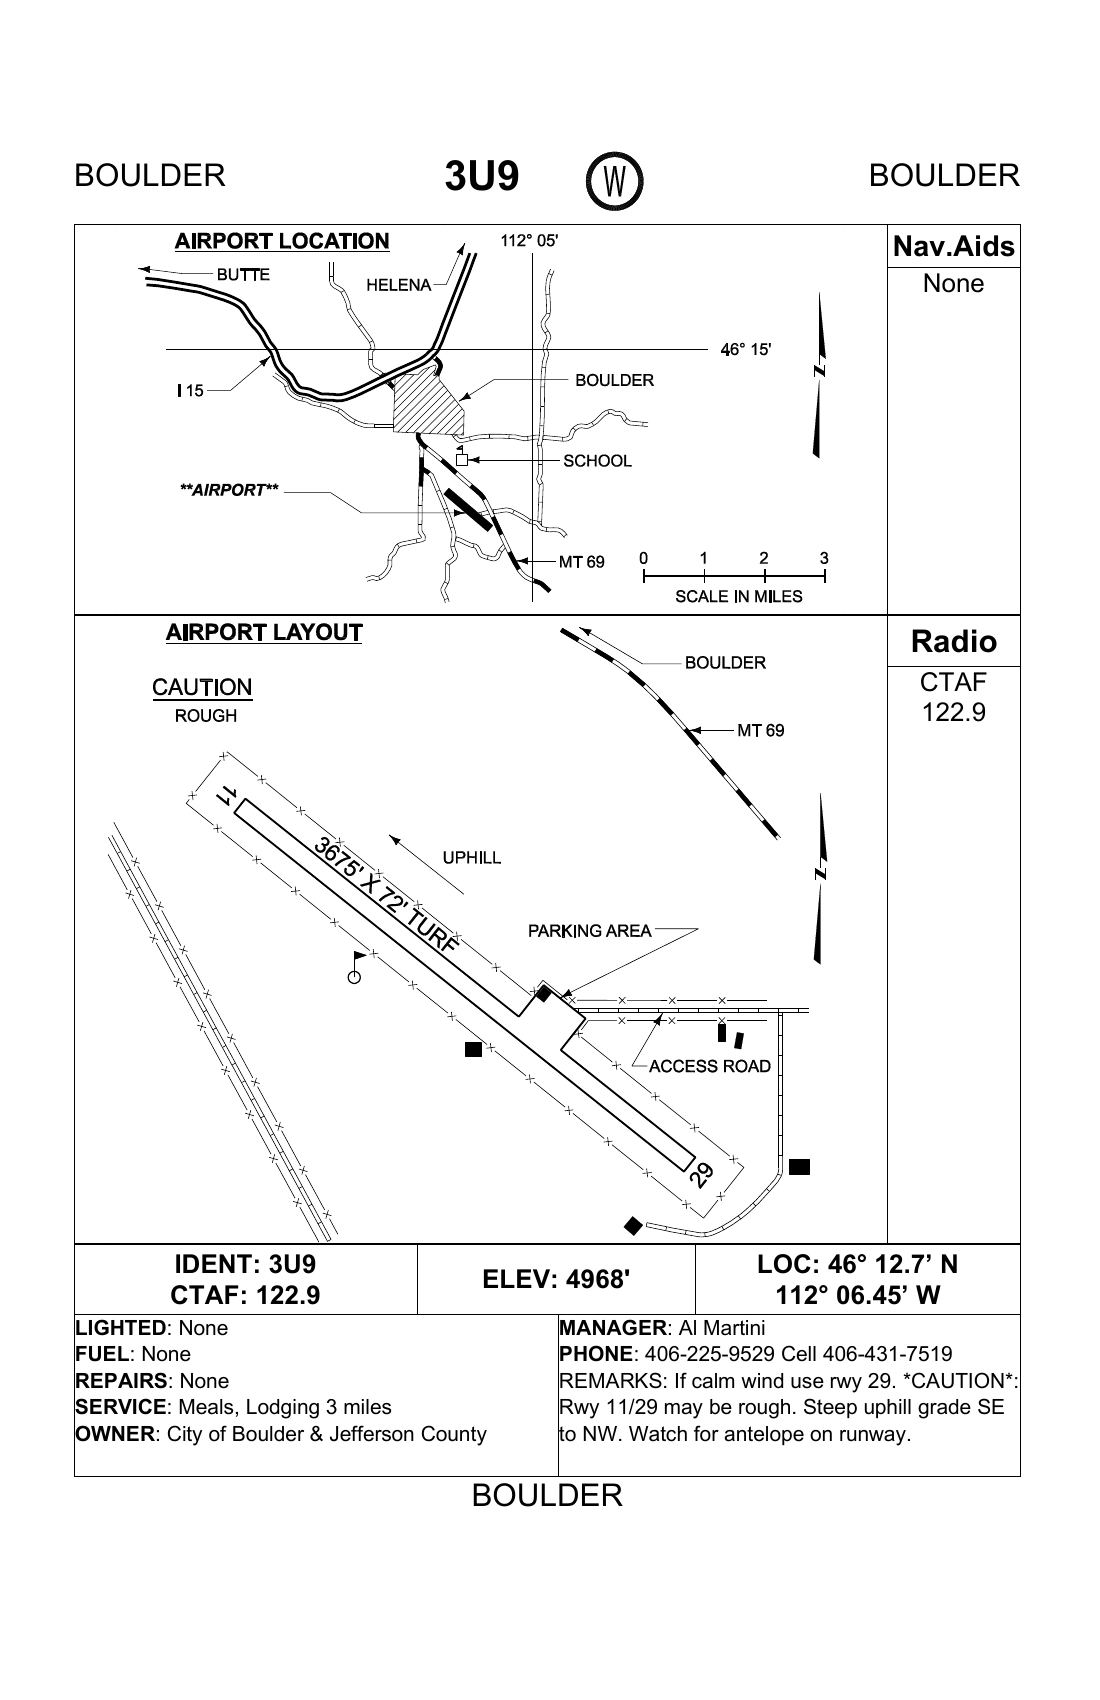 BOULDER 3U9 W BOULDER
AIRPORT LOCATION
112° 05'
Nav.Aids
None
BUTTE
HELENA
46° 15'
N
I 15
BOULDER
SCHOOL
**AIRPORT**
MT 69
0 1 2 3
SCALE IN MILES
AIRPORT LAYOUT
Radio
CTAF
122.9
BOULDER
CAUTION
ROUGH
MT 69
11
3675' X 72' TURF
UPHILL
N
PARKING AREA
ACCESS ROAD
29
IDENT: 3U9
CTAF: 122.9
ELEV: 4968'
LOC: 46° 12.7’ N
112° 06.45’ W
LIGHTED: None
FUEL: None
REPAIRS: None
SERVICE: Meals, Lodging 3 miles
OWNER: City of Boulder & Jefferson County
MANAGER: Al Martini
PHONE: 406-225-9529 Cell 406-431-7519
REMARKS: If calm wind use rwy 29. *CAUTION*:
Rwy 11/29 may be rough. Steep uphill grade SE
to NW. Watch for antelope on runway.
BOULDER